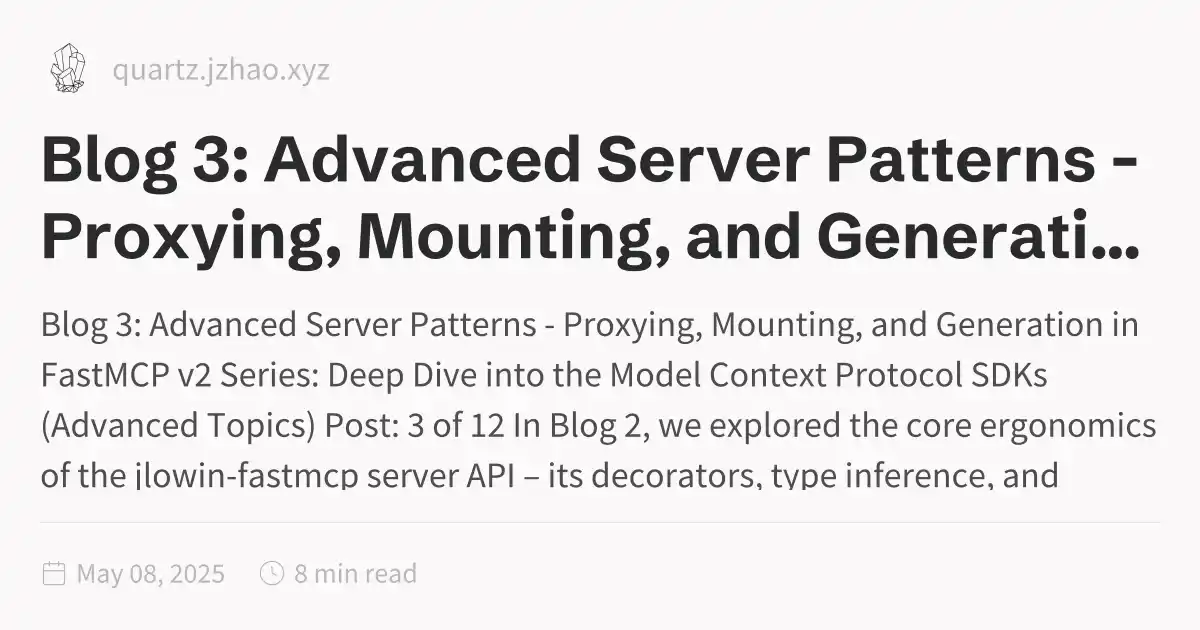 quartz.jzhao.xyz
Blog 3: Advanced Server Patterns -
Proxying, Mounting, and Generati...
Blog 3: Advanced Server Patterns - Proxying, Mounting, and Generation in
FastMCP v2 Series: Deep Dive into the Model Context Protocol SDKs
(Advanced Topics) Post: 3 of 12 In Blog 2, we explored the core ergonomics
of the jlowin-fastmcp server API – its decorators, type inference, and
May 08, 2025 8 min read